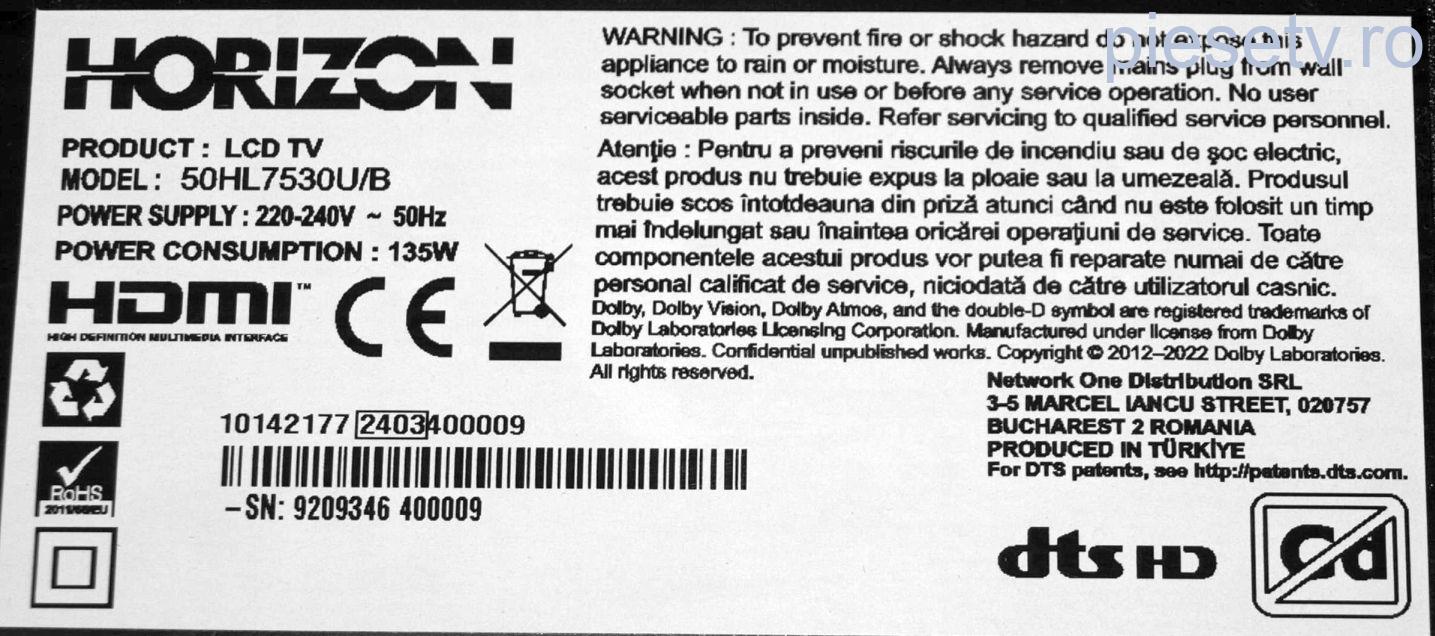 piesetv.ro
HORIZON
PRODUCT : LCD TV
MODEL : 50HL7530U/B
POWER SUPPLY : 220-240V ~ 50Hz
POWER CONSUMPTION : 135W
HDMI™
HIGH DEFINITION MULTIMEDIA INTERFACE
CE
RoHS
2011/65/EU
10142177 2403400009
-SN: 9209346 400009
WARNING : To prevent fire or shock hazard do not expose this
appliance to rain or moisture. Always remove mains plug from wall
socket when not in use or before any service operation. No user
serviceable parts inside. Refer servicing to qualified service personnel.
Atenţie : Pentru a preveni riscurile de incendiu sau de şoc electric,
acest produs nu trebuie expus la ploaie sau la umezeală. Produsul
trebuie scos întotdeauna din priză atunci când nu este folosit un timp
mai îndelungat sau înaintea oricărei operaţiuni de service. Toate
componentele acestui produs vor putea fi reparate numai de către
personal calificat de service, niciodată de către utilizatorul casnic.
Dolby, Dolby Vision, Dolby Atmos, and the double-D symbol are registered trademarks of
Dolby Laboratories Licensing Corporation. Manufactured under license from Dolby
Laboratories. Confidential unpublished works. Copyright © 2012–2022 Dolby Laboratories.
All rights reserved.
Network One Distribution SRL
3-5 MARCEL IANCU STREET, 020757
BUCHAREST 2 ROMANIA
PRODUCED IN TÜRKİYE
For DTS patents, see http://patents.dts.com.
dts HD
Cd